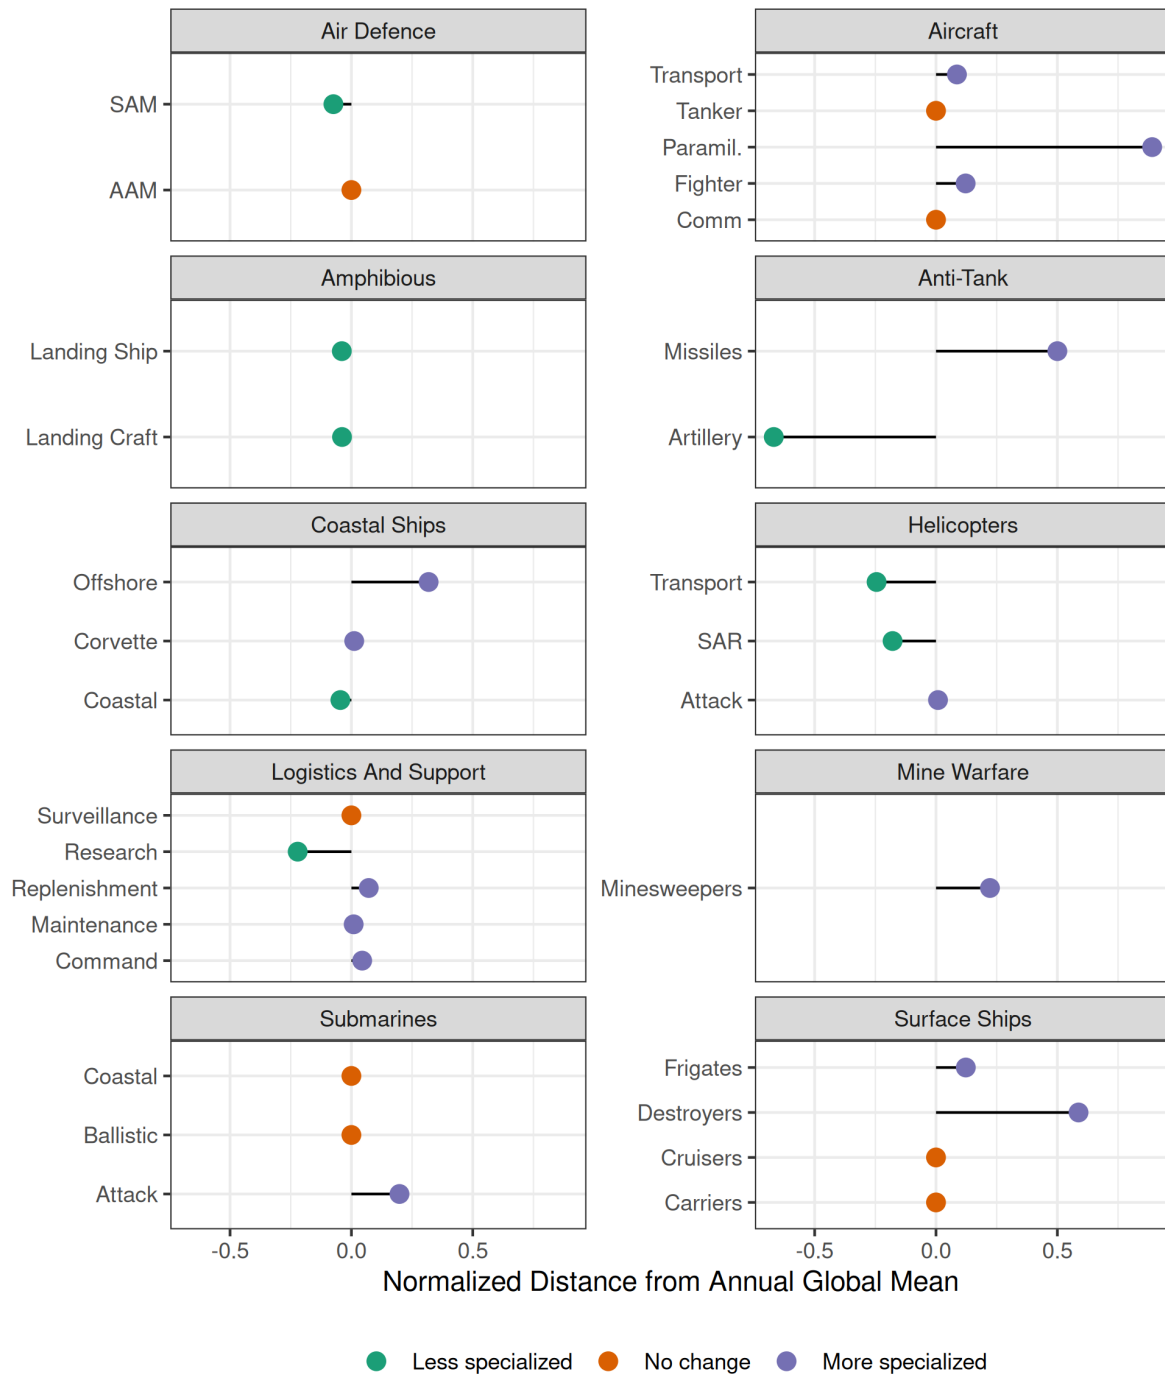 Air Defence
SAM
AAM
Aircraft
Transport
Tanker
Paramil.
Fighter
Comm
Amphibious
Landing Ship
Landing Craft
Anti-Tank
Missiles
Artillery
Coastal Ships
Offshore
Corvette
Coastal
Helicopters
Transport
SAR
Attack
Logistics And Support
Surveillance
Research
Replenishment
Maintenance
Command
Mine Warfare
Minesweepers
Submarines
Coastal
Ballistic
Attack
Surface Ships
Frigates
Destroyers
Cruisers
Carriers
-0.5 0.0 0.5
-0.5 0.0 0.5
Normalized Distance from Annual Global Mean
Less specialized No change More specialized